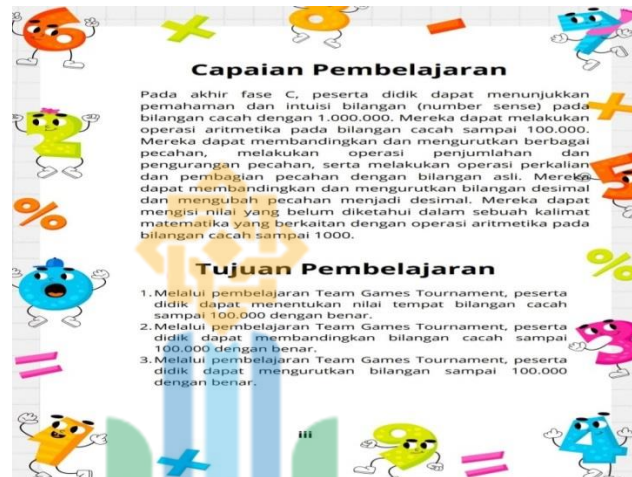 Capaian Pembelajaran
Pada akhir fase C, peserta didik dapat menunjukkan
pemahaman dan intuisi bilangan (number sense) pada
bilangan cacah dengan 1.000.000. Mereka dapat melakukan
operasi aritmetika pada bilangan cacah sampai 100.000.
Mereka dapat membandingkan dan mengurutkan berbagai
pecahan, melakukan operasi penjumlahan dan
pengurangan pecahan, serta melakukan operasi perkalian
dan pembagian pecahan dengan bilangan asli. Mereka
dapat membandingkan dan mengurutkan bilangan desimal
dan mengubah pecahan menjadi desimal. Mereka dapat
mengisi nilai yang belum diketahui dalam sebuah kalimat
matematika yang berkaitan dengan operasi aritmetika pada
bilangan cacah sampai 1000.
Tujuan Pembelajaran
1. Melalui pembelajaran Team Games Tournament, peserta
didik dapat menentukan nilai tempat bilangan cacah
sampai 100.000 dengan benar.
2. Melalui pembelajaran Team Games Tournament, peserta
didik dapat membandingkan bilangan cacah sampai
100.000 dengan benar.
3. Melalui pembelajaran Team Games Tournament, peserta
didik dapat mengurutkan bilangan sampai 100.000
dengan benar.
iii